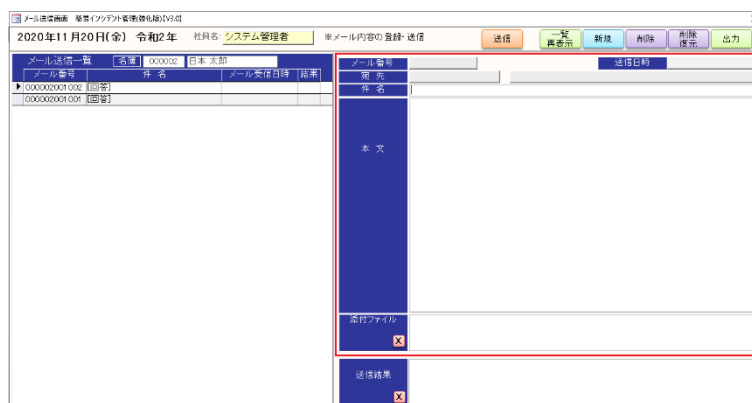 メール送信画面 簡易インシデント管理(強化版)[V3.0]
2020年11月20日(金) 令和2年 社員名: システム管理者 ※メール内容の登録・送信 送信 一覧再表示 新規 削除 削除復元 出力
メール送信一覧 名簿 000002 日本 太郎
メール番号 件 名 メール受信日時 結果
000002001002 [回答]
000002001001 [回答]
メール番号 送信日時
宛 先
件 名
本 文
添付ファイル
X
送信結果
X